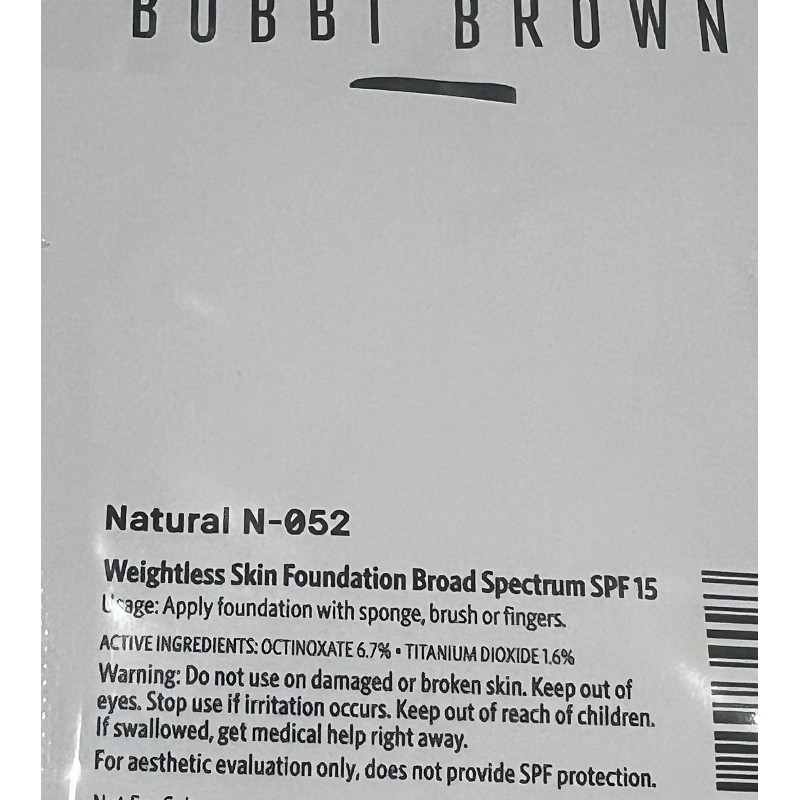 BOBBI BROWN
Natural N-052
Weightless Skin Foundation Broad Spectrum SPF 15
Usage: Apply foundation with sponge, brush or fingers.
ACTIVE INGREDIENTS: OCTINOXATE 6.7% • TITANIUM DIOXIDE 1.6%
Warning: Do not use on damaged or broken skin. Keep out of
eyes. Stop use if irritation occurs. Keep out of reach of children.
If swallowed, get medical help right away.
For aesthetic evaluation only, does not provide SPF protection.